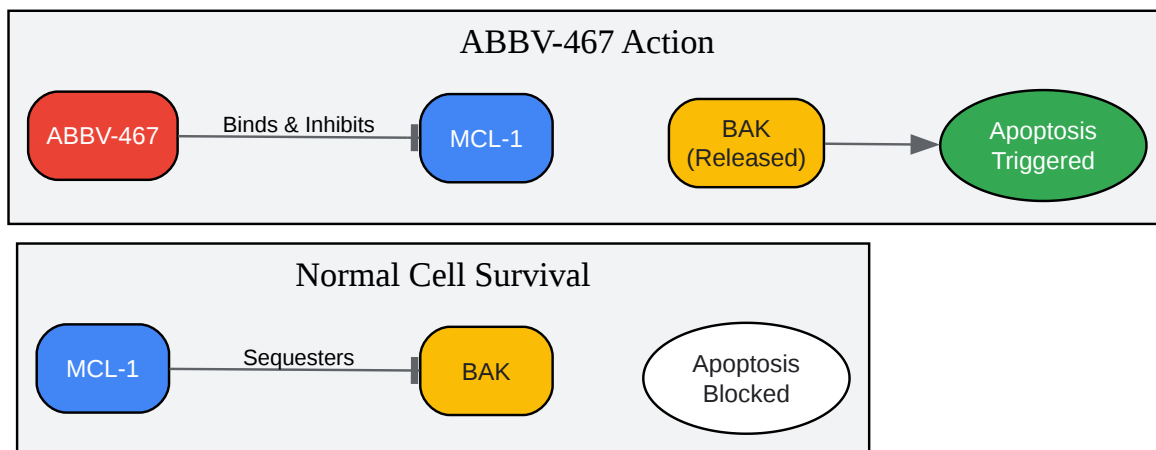 ABBV-467 Action
ABBV-467
Binds & Inhibits
MCL-1
BAK
(Released)
Apoptosis
Triggered
Normal Cell Survival
MCL-1
Sequesters
BAK
Apoptosis
Blocked